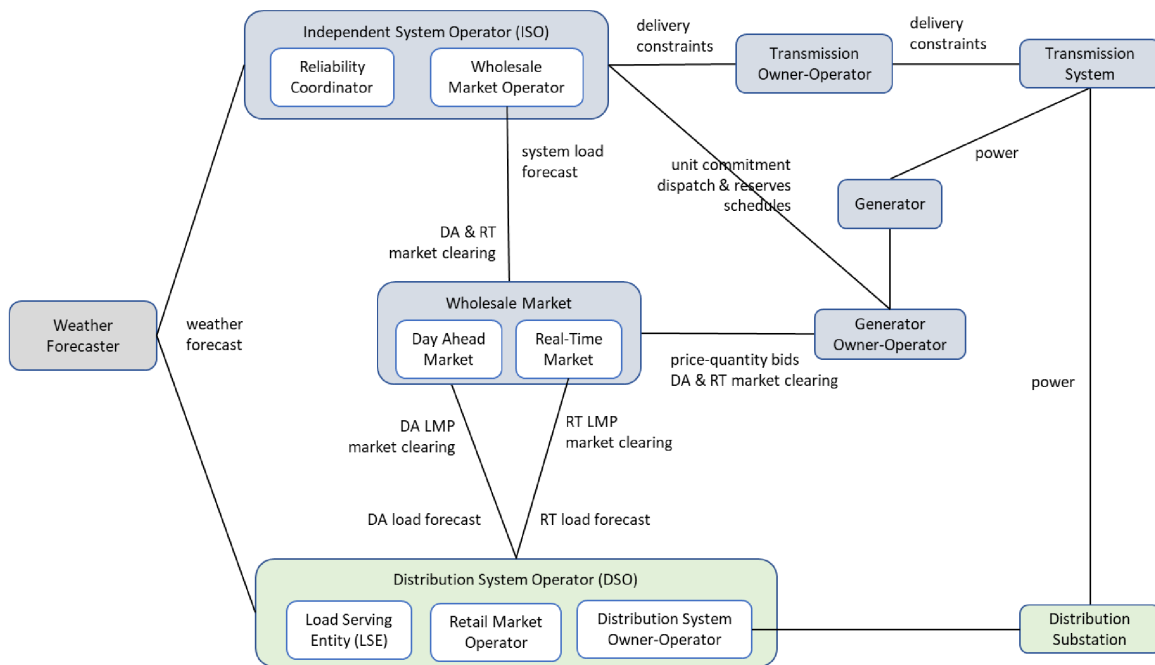 Independent System Operator (ISO)
Reliability
Coordinator
Wholesale
Market Operator
delivery
constraints
Transmission
Owner-Operator
delivery
constraints
Transmission
System
system load
forecast
unit commitment
dispatch & reserves
schedules
power
Generator
DA & RT
market clearing
Wholesale Market
Day Ahead
Market
Real-Time
Market
Generator
Owner-Operator
price-quantity bids
DA & RT market clearing
Weather
Forecaster
weather
forecast
power
DA LMP
market clearing
RT LMP
market clearing
DA load forecast
RT load forecast
Distribution System Operator (DSO)
Load Serving
Entity (LSE)
Retail Market
Operator
Distribution System
Owner-Operator
Distribution
Substation